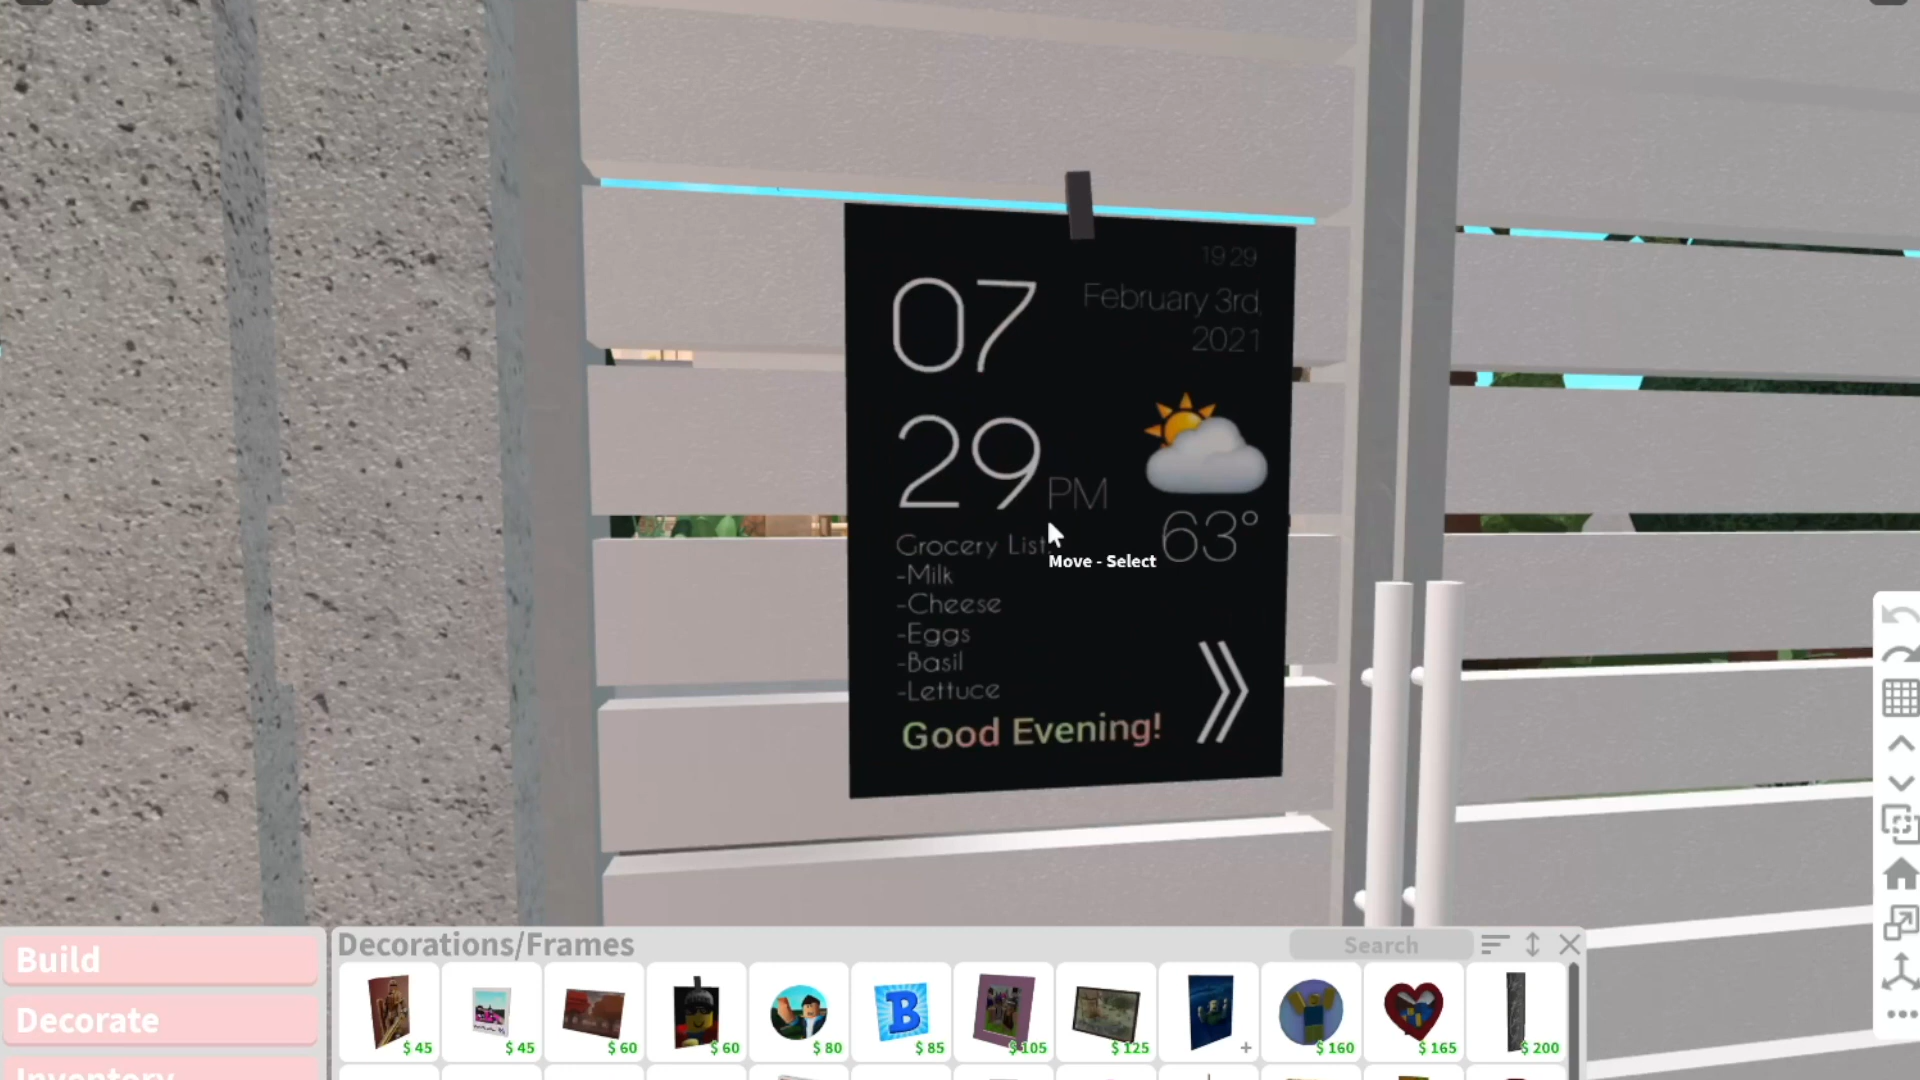 19 29
07
February 3rd,
2021
29
PM
63°
Grocery List:
-Milk
-Cheese
-Eggs
-Basil
-Lettuce
Good Evening!
Move - Select
Build
Decorate
Inventory
Decorations/Frames
Search
B
$ 45
$ 45
$ 60
$ 60
$ 80
$ 85
$ 105
$ 125
+
$ 160
$ 165
$ 200